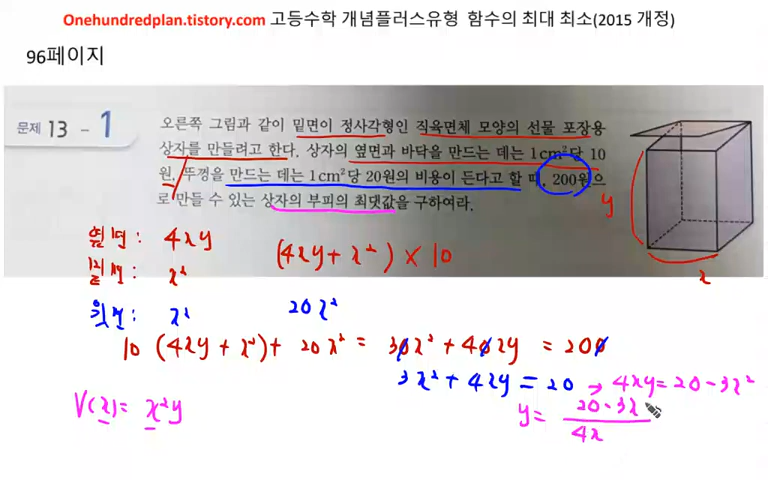 Onehundredplan.tistory.com 고등수학 개념플러스유형 함수의 최대 최소(2015 개정)
96페이지
문제 13 - 1
오른쪽 그림과 같이 밑면이 정사각형인 직육면체 모양의 선물 포장용
상자를 만들려고 한다. 상자의 옆면과 바닥을 만드는 데는 1cm²당 10
원, 뚜껑을 만드는 데는 1cm²당 20원의 비용이 든다고 할 때, 200원으
로 만들 수 있는 상자의 부피의 최댓값을 구하여라.
y
x
옆면: 4xy
밑면: x²
(4xy + x²) × 10
윗면: x²
20x²
10 (4xy + x²) + 20x² = 30x² + 40xy = 200
3x² + 4xy = 20 → 4xy = 20 - 3x²
V(x) = x²y
y = 20 - 3x / 4x